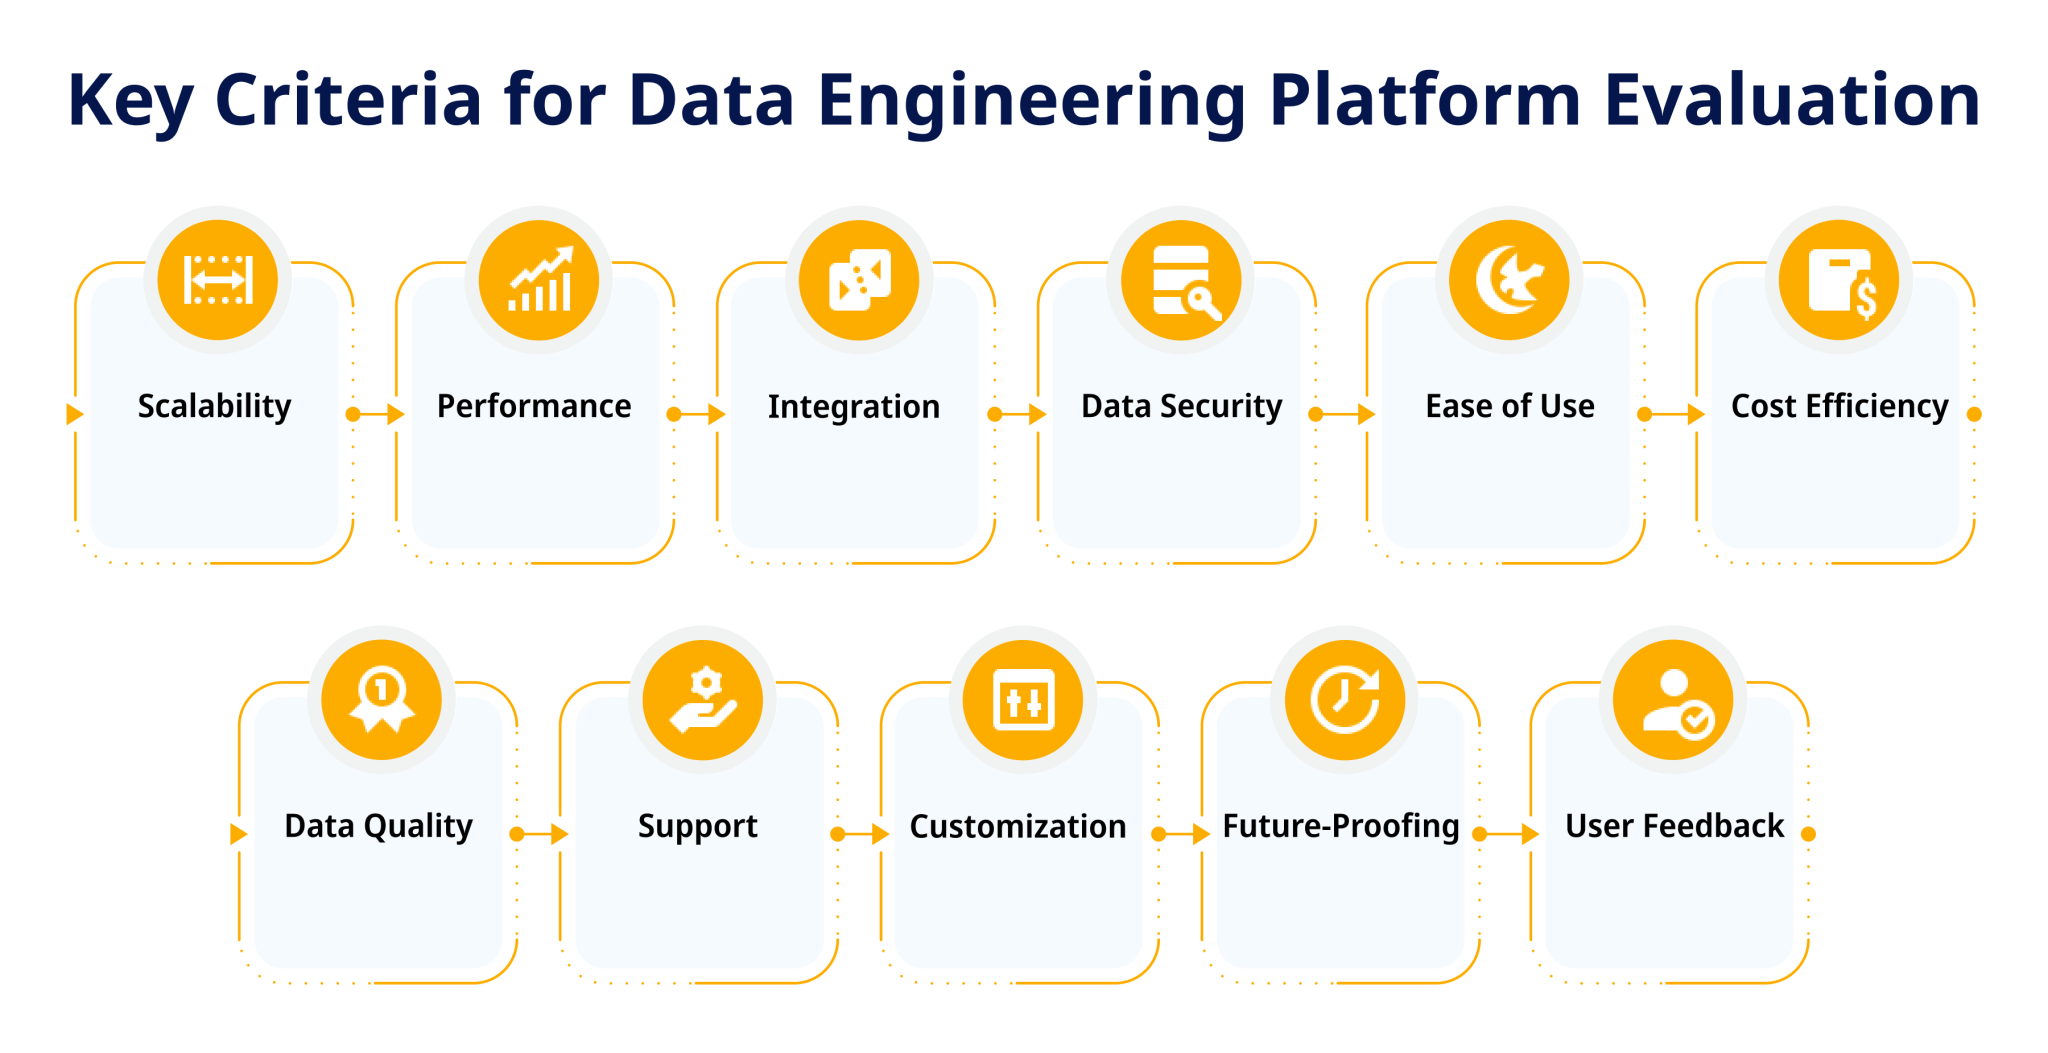 Key Criteria for Data Engineering Platform Evaluation
Scalability
Performance
Integration
Data Security
Ease of Use
Cost Efficiency
$
1
Data Quality
Support
Customization
Future-Proofing
User Feedback